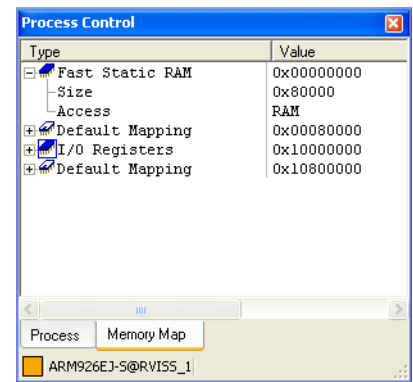 Process Control
Type Value
Fast Static RAM 0x00000000
Size 0x80000
Access RAM
Default Mapping 0x00080000
I/O Registers 0x10000000
Default Mapping 0x10800000
Process Memory Map
ARM926EJ-S@RVISS_1